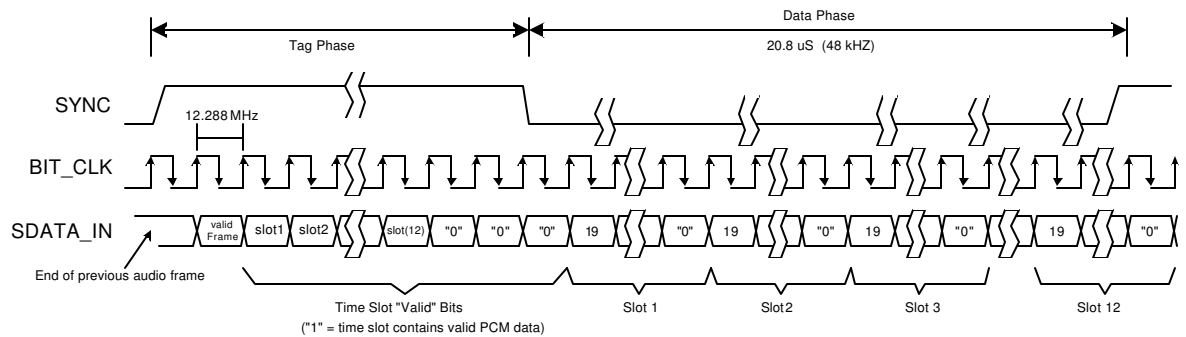 Data Phase
Tag Phase
20.8 uS (48 kHZ)
SYNC
12.288 MHz
BIT_CLK
SDATA_IN
valid
Frame
slot1
slot2
slot(12)
"0"
"0"
"0"
19
"0"
19
"0"
19
"0"
19
"0"
End of previous audio frame
Time Slot "Valid" Bits
("1" = time slot contains valid PCM data)
Slot 1
Slot2
Slot 3
Slot 12